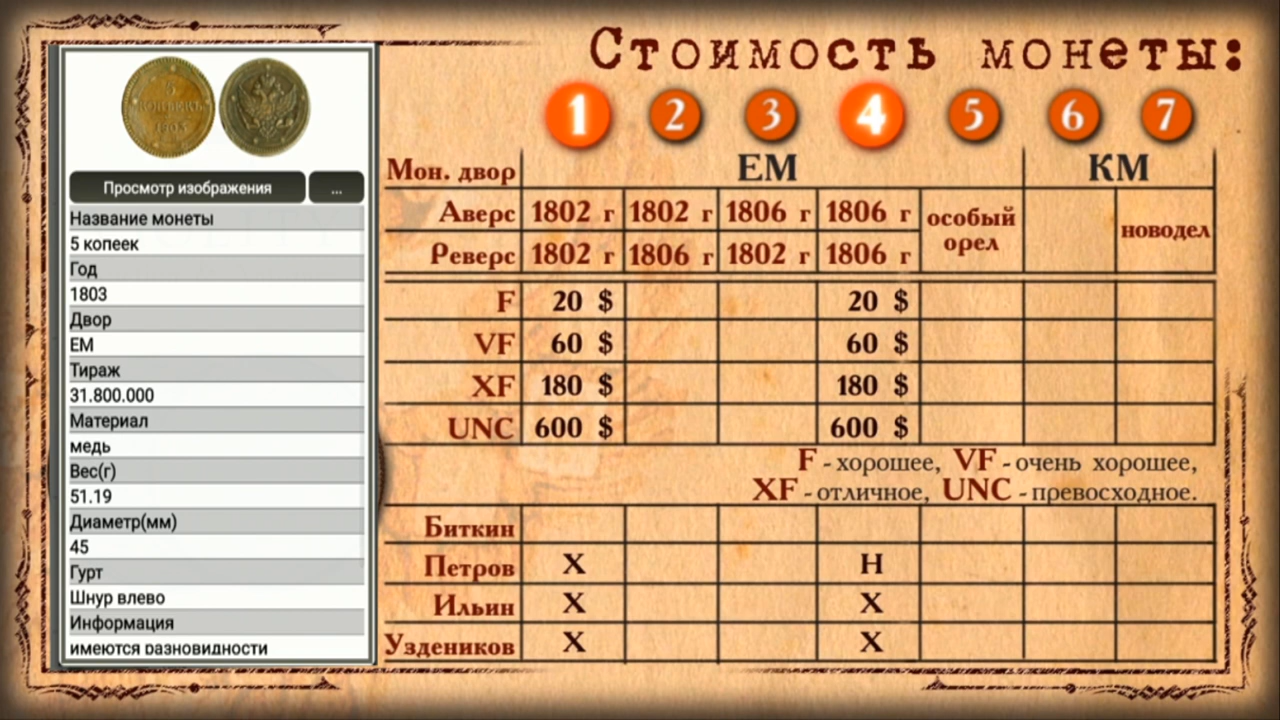 Стоимость монеты:
5
КОПѢЕКЪ
1803
Просмотр изображения ...
Название монеты
5 копеек
Год
1803
Двор
ЕМ
Тираж
31.800.000
Материал
медь
Вес(г)
51.19
Диаметр(мм)
45
Гурт
Шнур влево
Информация
имеются разновидности
1 2 3 4 5 6 7
Мон. двор ЕМ КМ
Аверс 1802 г 1802 г 1806 г 1806 г особый орел новодел
Реверс 1802 г 1806 г 1802 г 1806 г
F 20 $ 20 $
VF 60 $ 60 $
XF 180 $ 180 $
UNC 600 $ 600 $
F - хорошее, VF - очень хорошее,
XF - отличное, UNC - превосходное.
Биткин
Петров Х Н
Ильин Х Х
Уздеников Х Х